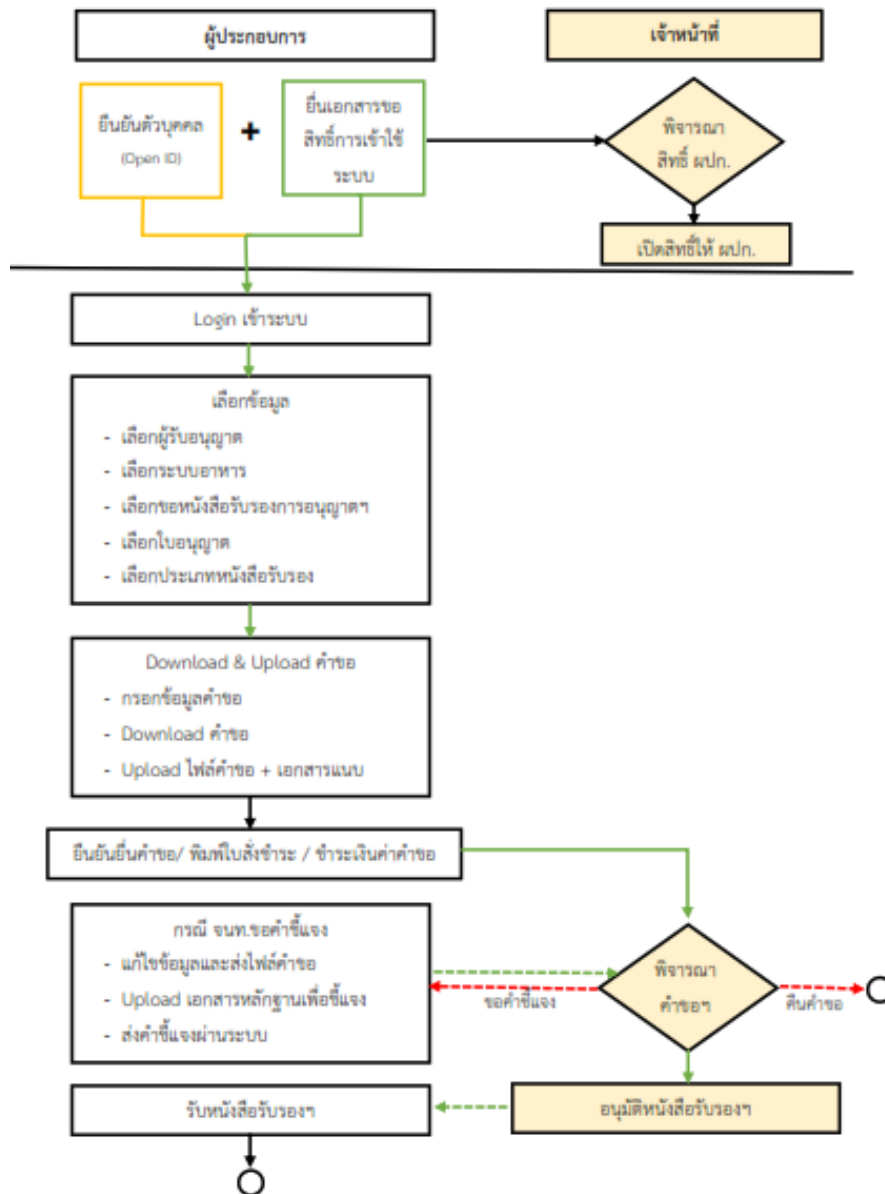 ผู้ประกอบการ
เจ้าหน้าที่
ยืนยันตัวบุคคล
(Open ID)
+
ยื่นเอกสารขอ
สิทธิ์การเข้าใช้
ระบบ
พิจารณา
สิทธิ์ ผปก.
เปิดสิทธิ์ให้ ผปก.
Login เข้าระบบ
เลือกข้อมูล
- เลือกผู้รับอนุญาต
- เลือกระบบอาหาร
- เลือกขอหนังสือรับรองการอนุญาตฯ
- เลือกใบอนุญาต
- เลือกประเภทหนังสือรับรอง
Download & Upload คำขอ
- กรอกข้อมูลคำขอ
- Download คำขอ
- Upload ไฟล์คำขอ + เอกสารแนบ
ยืนยันยื่นคำขอ/ พิมพ์ใบสั่งชำระ / ชำระเงินค่าคำขอ
กรณี จนท.ขอคำชี้แจง
- แก้ไขข้อมูลและส่งไฟล์คำขอ
- Upload เอกสารหลักฐานเพื่อชี้แจง
- ส่งคำชี้แจงผ่านระบบ
ขอคำชี้แจง
พิจารณา
คำขอฯ
คืนคำขอ
รับหนังสือรับรองฯ
อนุมัติหนังสือรับรองฯ